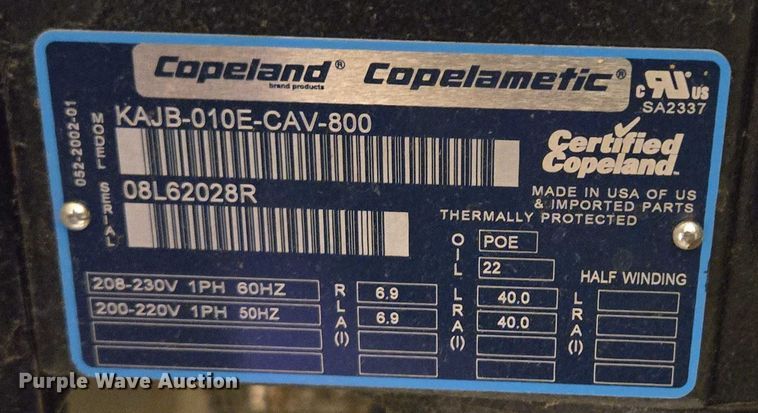 Copeland® Copelametic®
brand products
c RU US
SA2337
052-2002-01
MODEL KAJB-010E-CAV-800
Certified
Copeland™
SERIAL 08L62028R
MADE IN USA OF US
& IMPORTED PARTS
THERMALLY PROTECTED
OIL POE
22
HALF WINDING
208-230V 1PH 60HZ RLA(I) 6.9 LRA(I) 40.0 LRA(I)
200-220V 1PH 50HZ 6.9 40.0
Purple Wave Auction